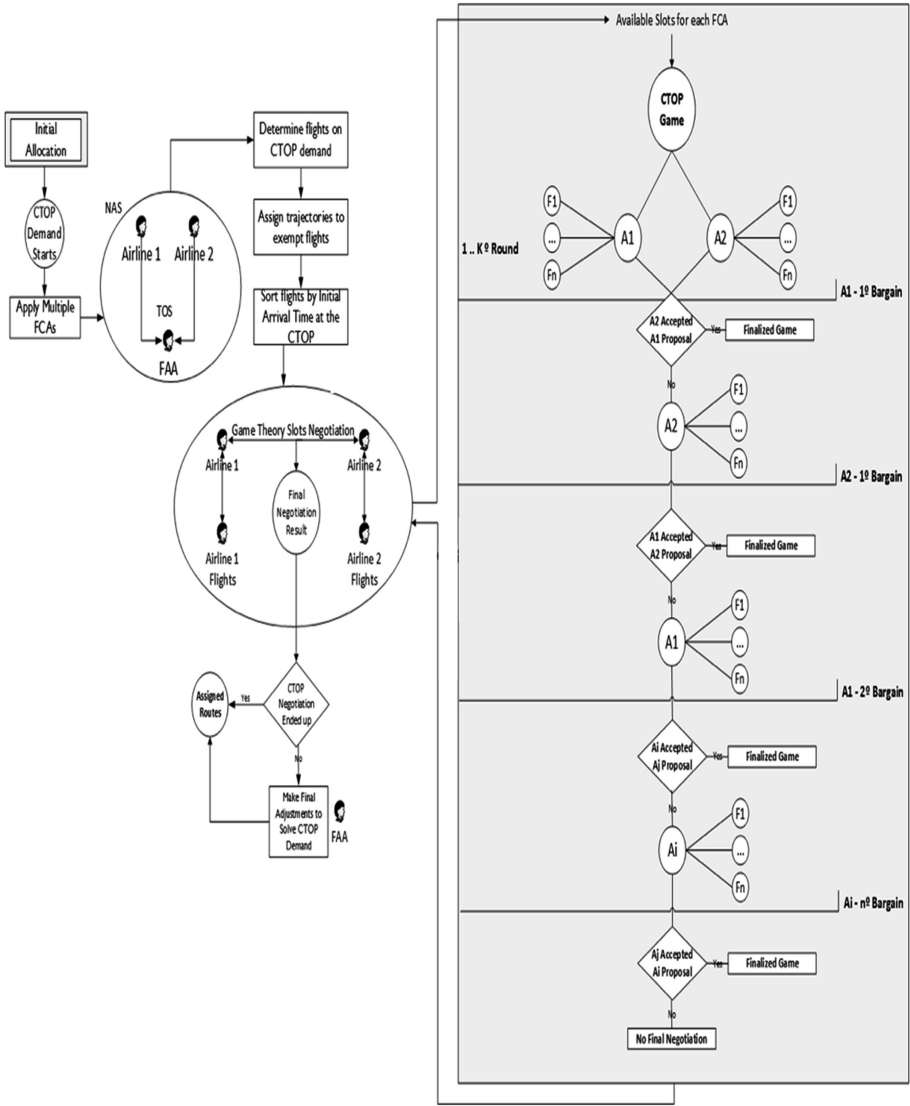 Initial
Allocation
CTOP
Demand
Starts
Apply Multiple
FCAs
NAS
Airline 1
Airline 2
TOS
FAA
Determine flights on
CTOP demand
Assign trajectories to
exempt flights
Sort flights by Initial
Arrival Time at the
CTOP
Game Theory Slots Negotiation
Airline 1
Airline 2
Final
Negotiation
Result
Airline 1
Flights
Airline 2
Flights
CTOP
Negotiation
Ended up
Yes
Assigned
Routes
No
Make Final
Adjustments to
Solve CTOP
Demand
FAA
Available Slots for each FCA
CTOP
Game
1 .. Kº Round
F1
...
Fn
A1
A2
F1
...
Fn
A1 - 1º Bargain
A2 Accepted
A1 Proposal
Yes
Finalized Game
No
A2
F1
...
Fn
A2 - 1º Bargain
A1 Accepted
A2 Proposal
Yes
Finalized Game
No
A1
F1
...
Fn
A1 - 2º Bargain
Ai Accepted
Aj Proposal
Yes
Finalized Game
No
Ai
F1
...
Fn
Ai - nº Bargain
Aj Accepted
Ai Proposal
Yes
Finalized Game
No
No Final Negotiation